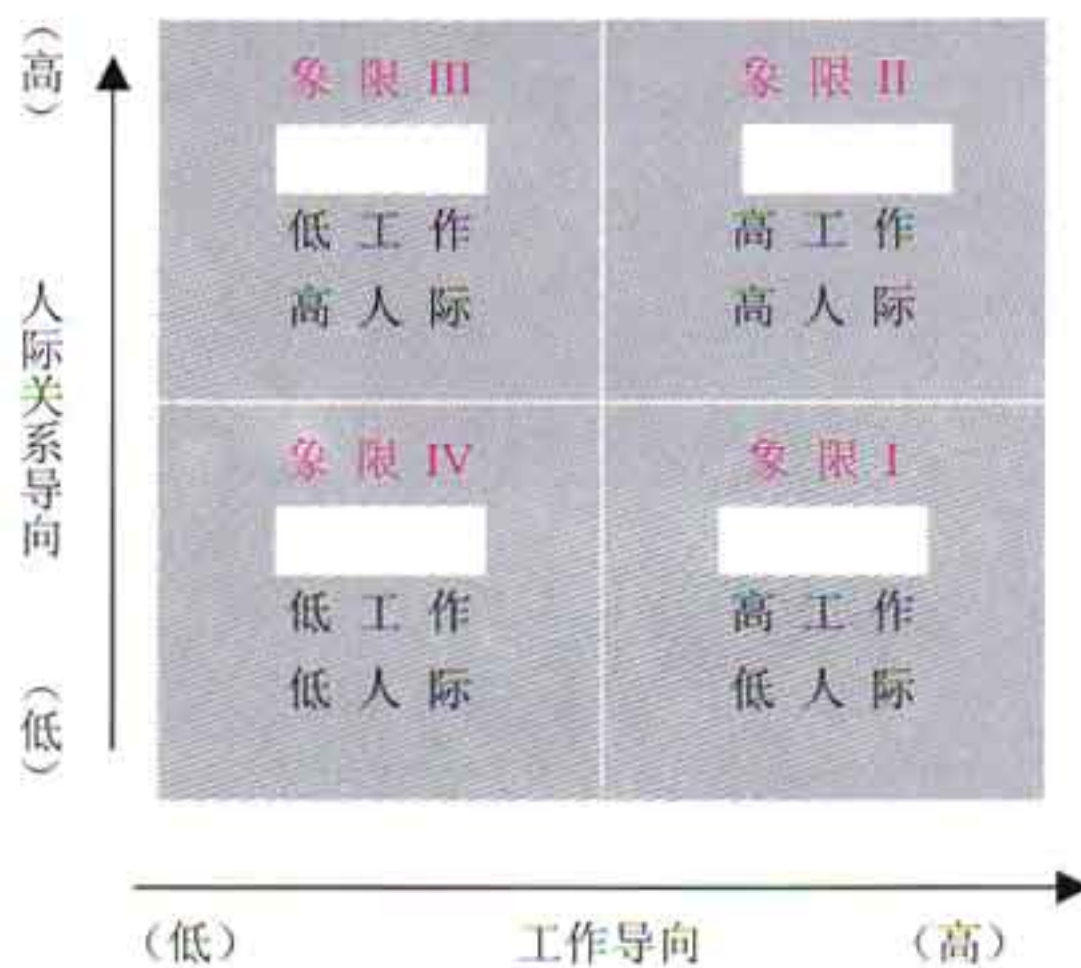 （高）
人际关系导向
（低）
象限 III
低工作
高人际
象限 II
高工作
高人际
象限 IV
低工作
低人际
象限 I
高工作
低人际
（低）
工作导向
（高）